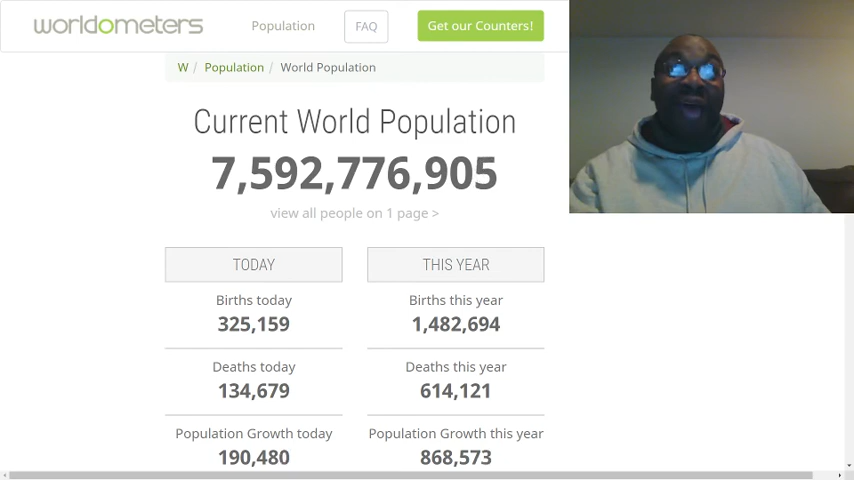 worldometers
Population
FAQ
Get our Counters!
W / Population / World Population
Current World Population
7,592,776,905
view all people on 1 page >
TODAY
Births today
325,159
Deaths today
134,679
Population Growth today
190,480
THIS YEAR
Births this year
1,482,694
Deaths this year
614,121
Population Growth this year
868,573